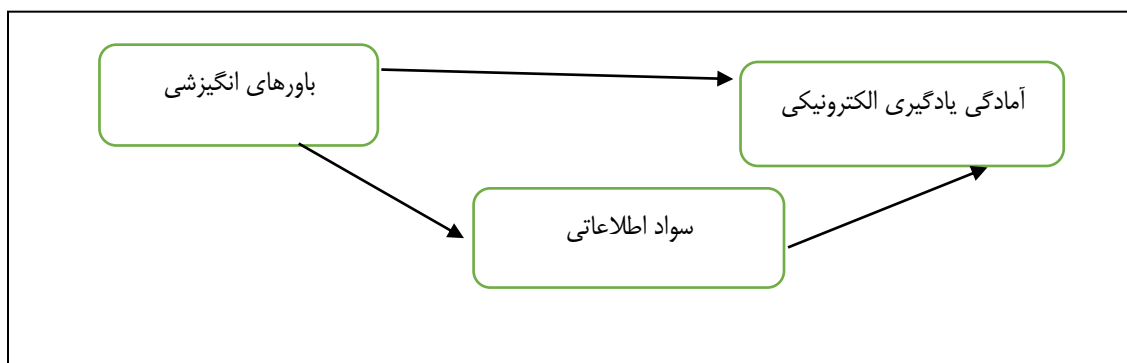 باورهای انگیزشی
آمادگی یادگیری الکترونیکی
سواد اطلاعاتی